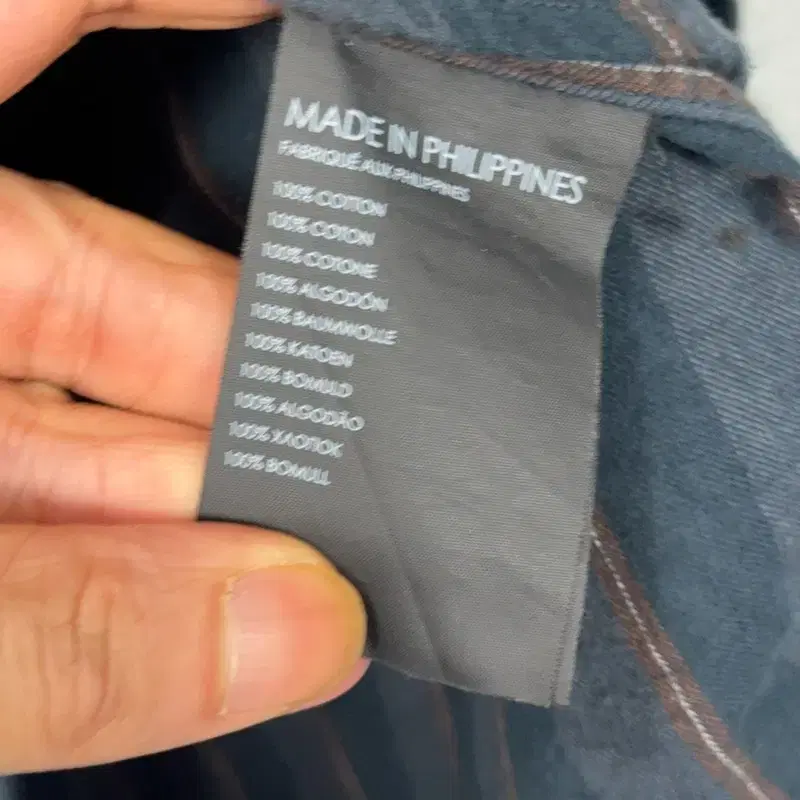 MADE IN PHILIPPINES
FABRIQUÉ AUX PHILIPPINES
100% COTTON
100% COTON
100% COTONE
100% ALGODÓN
100% BAUMWOLLE
100% KATOEN
100% BOMULD
100% ALGODÃO
100% ХЛОПОК
100% BOMULL